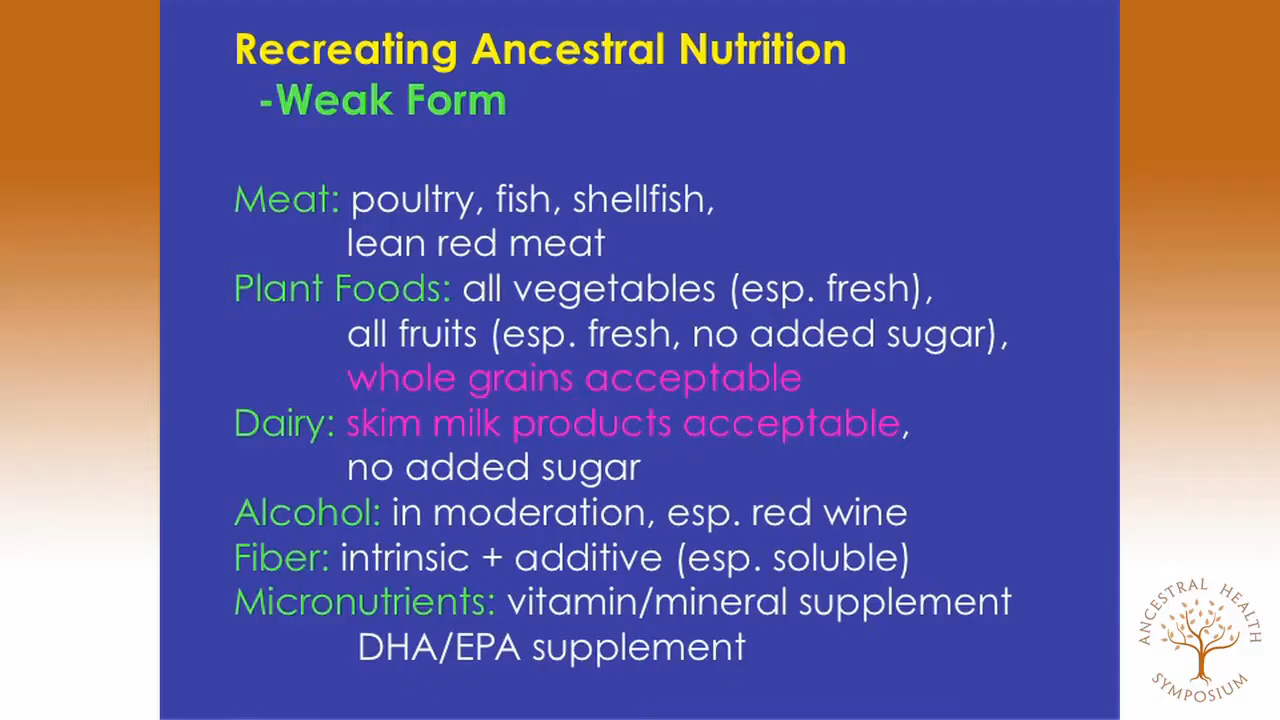 Recreating Ancestral Nutrition
-Weak Form
Meat: poultry, fish, shellfish,
lean red meat
Plant Foods: all vegetables (esp. fresh),
all fruits (esp. fresh, no added sugar),
whole grains acceptable
Dairy: skim milk products acceptable,
no added sugar
Alcohol: in moderation, esp. red wine
Fiber: intrinsic + additive (esp. soluble)
Micronutrients: vitamin/mineral supplement
DHA/EPA supplement
ANCESTRAL HEALTH
SYMPOSIUM